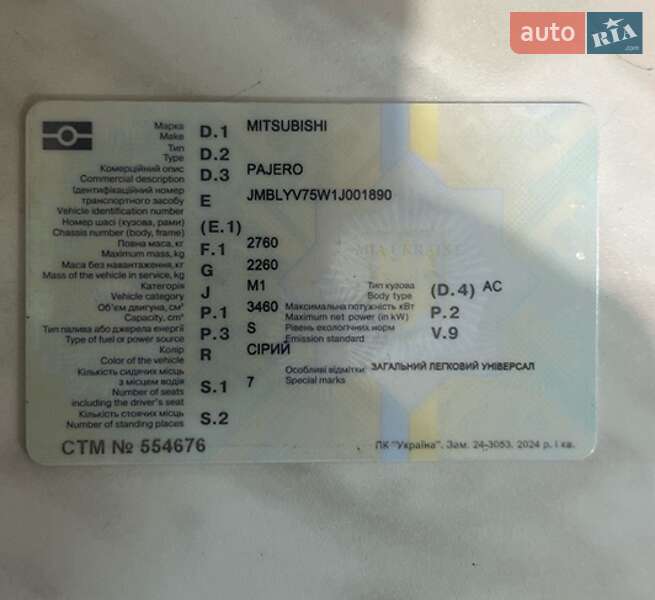 auto RIA .com
Марка D.1 MITSUBISHI
Make
Тип D.2
Type
Комерційний опис D.3 PAJERO
Commercial description
Ідентифікаційний номер
транспортного засобу E JMBLYV75W1J001890
Vehicle identification number
Номер шасі (кузова, рами) (E.1)
Chassis number (body, frame)
Повна маса, кг F.1 2760
Maximum mass, kg
Маса без навантаження, кг G 2260
Mass of the vehicle in service, kg
Категорія J M1 Тип кузова (D.4) AC
Vehicle category Body type
Об'єм двигуна, см³ P.1 3460 Максимальна потужність кВт P.2
Capacity, cm³ Maximum net power (in kW)
Тип палива або джерела енергії P.3 S Рівень екологічних норм V.9
Type of fuel or power source Emission standard
Колір R СІРИЙ
Color of the vehicle
Кількість сидячих місць Особливі відмітки ЗАГАЛЬНИЙ ЛЕГКОВИЙ УНІВЕРСАЛ
з місцем водія S.1 7 Special marks
Number of seats
including the driver's seat
Кількість стоячих місць S.2
Number of standing places
СТМ № 554676
ПК "Україна". Зам. 24-3053. 2024 р. І кв.
MIA UKRAINE